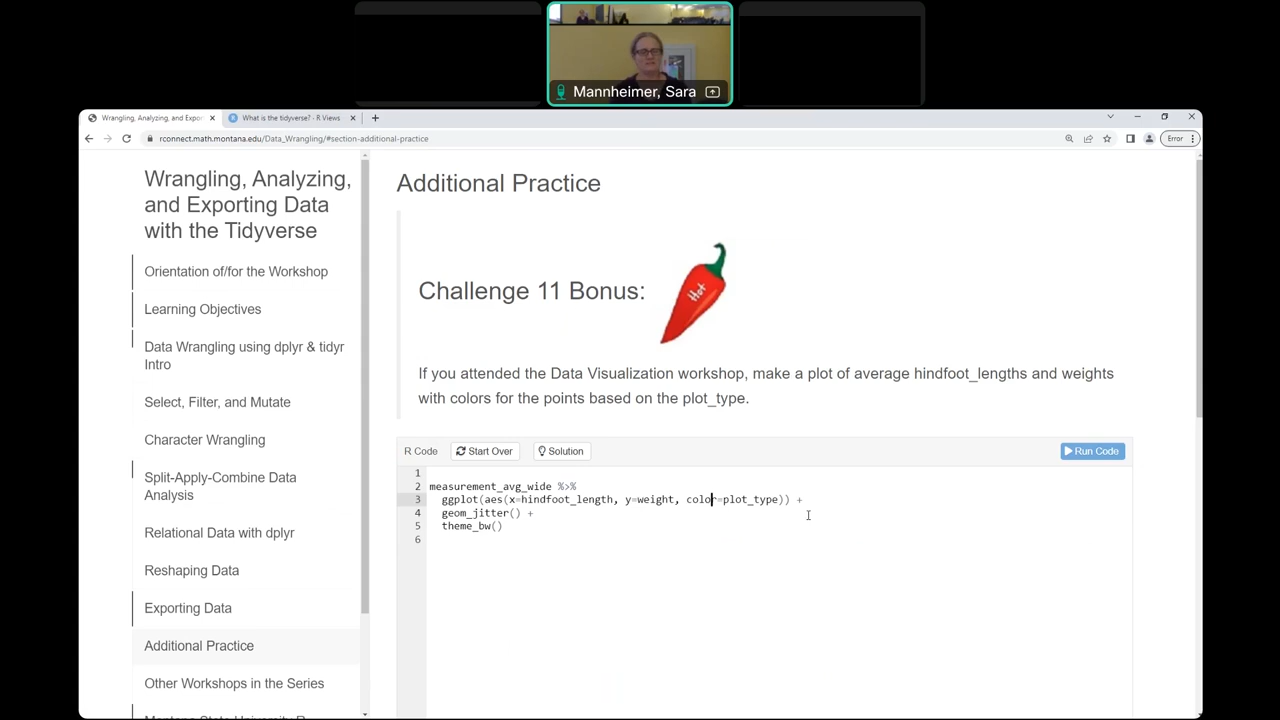 Mannheimer, Sara
Wrangling, Analyzing, and Expor
What is the tidyverse? - R Views
rconnect.math.montana.edu/Data_Wrangling/#section-additional-practice
Error
Wrangling, Analyzing,
and Exporting Data
with the Tidyverse
Orientation of/for the Workshop
Learning Objectives
Data Wrangling using dplyr & tidyr
Intro
Select, Filter, and Mutate
Character Wrangling
Split-Apply-Combine Data
Analysis
Relational Data with dplyr
Reshaping Data
Exporting Data
Additional Practice
Other Workshops in the Series
Montana State University R
Additional Practice
Challenge 11 Bonus:
Hot
If you attended the Data Visualization workshop, make a plot of average hindfoot_lengths and weights
with colors for the points based on the plot_type.
R Code
Start Over
Solution
Run Code
1
2 measurement_avg_wide %>%
3 ggplot(aes(x=hindfoot_length, y=weight, color=plot_type)) +
4 geom_jitter() +
5 theme_bw()
6